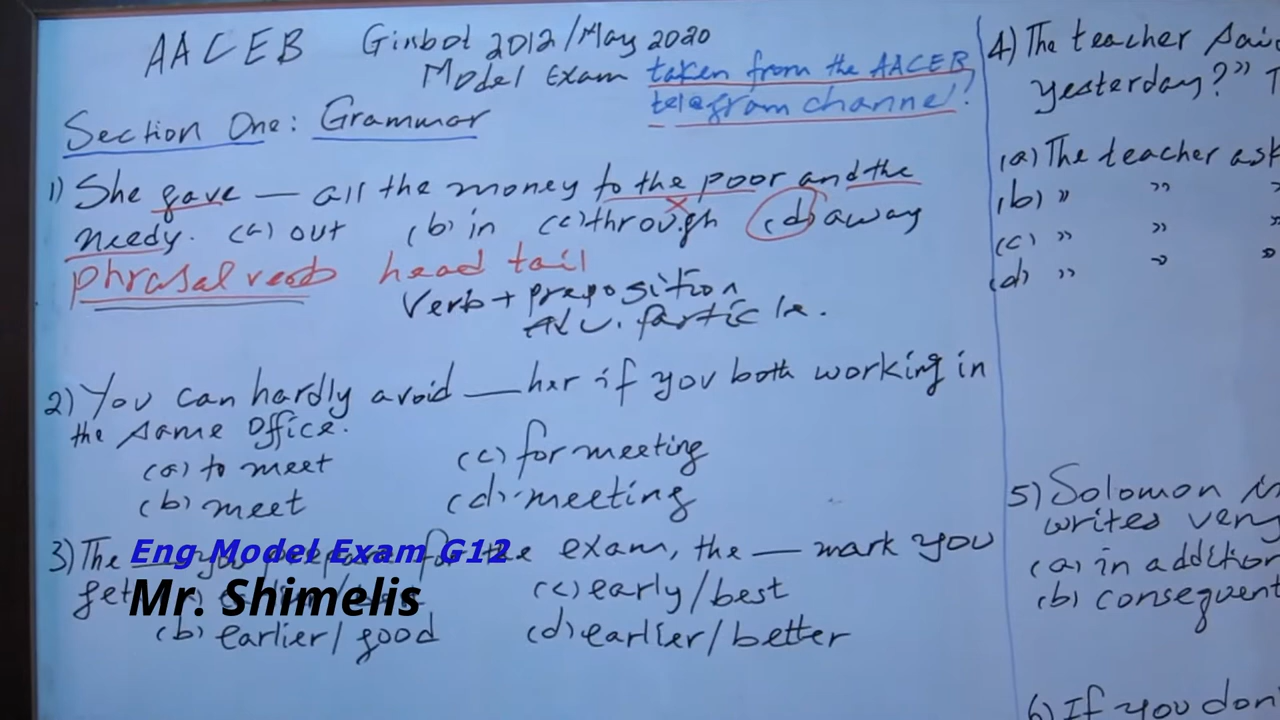 AACEB Ginbot 2012/May 2020
Model Exam taken from the AACEB
telegram channel!
Section One: Grammar
1) She gave — all the money to the poor and the
needy. (a) out (b) in (c) through (d) away
phrasal verb head tail
Verb + preposition
Adv. particle.
2) You can hardly avoid — her if you both working in
the same office.
(a) to meet (c) for meeting
(b) meet (d) meeting
3) The — you prepare for the exam, the — mark you
get. (c) early/best
(b) earlier/good (d) earlier/better
Eng Model Exam G12
Mr. Shimelis
4) The teacher said
yesterday?" T
(a) The teacher ask
(b) " "
(c) " "
(d) " " "
5) Solomon
writes very
(a) in addition
(b) consequent
6) If you don